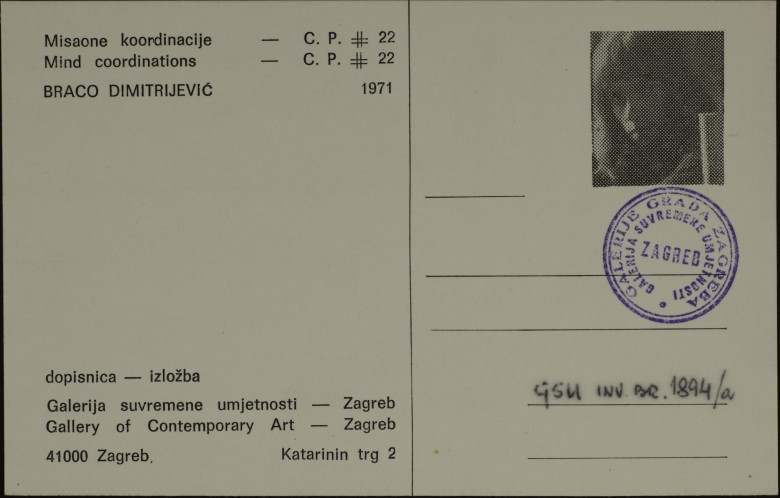 Misaone koordinacije — C. P. ⋕ 22
Mind coordinations — C. P. ⋕ 22
BRACO DIMITRIJEVIĆ 1971
dopisnica — izložba
Galerija suvremene umjetnosti — Zagreb
Gallery of Contemporary Art — Zagreb
41000 Zagreb, Katarinin trg 2
GALERIJE GRADA ZAGREBA
GALERIJA SUVREMENE UMJETNOSTI
ZAGREB
GSU INV. BR. 1894/a